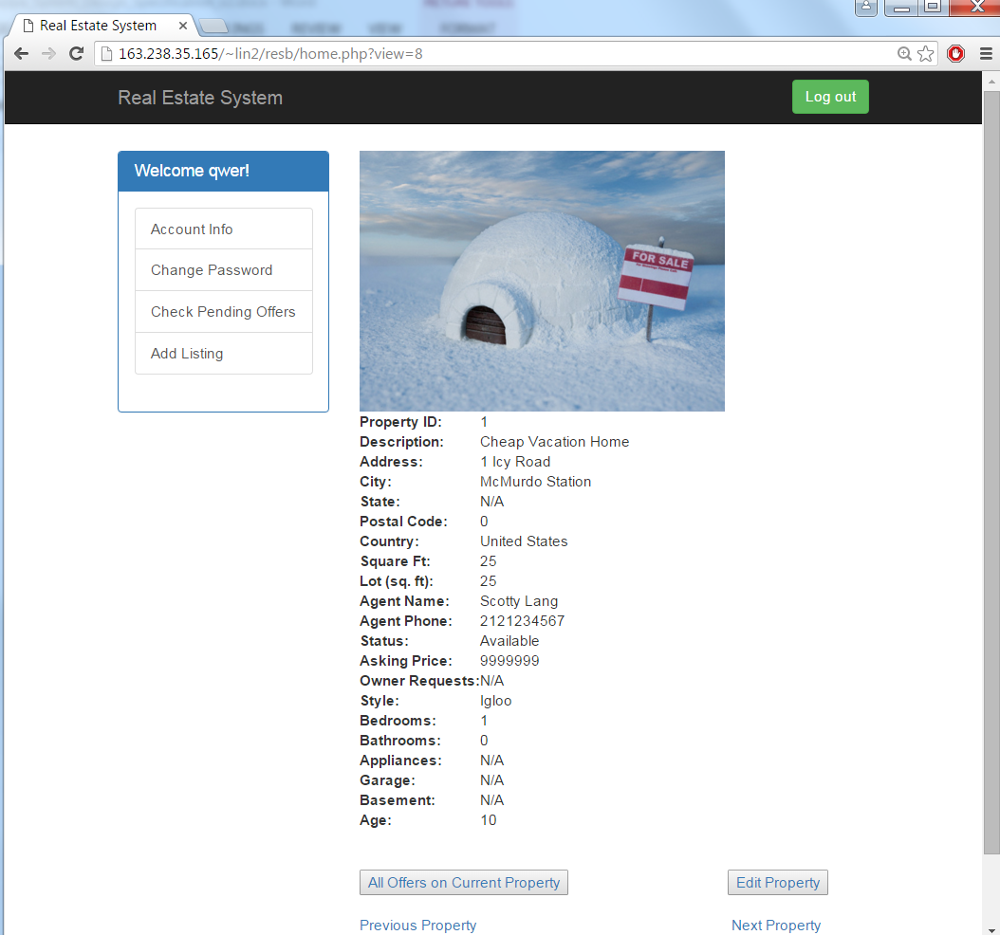 PICTURE TOOLS
REVIEW VIEW FORMAT
Real Estate System
163.238.35.165/~lin2/resb/home.php?view=8
Real Estate System
Log out
Welcome qwer!
Account Info
Change Password
Check Pending Offers
Add Listing
FOR SALE
Property ID: 1
Description: Cheap Vacation Home
Address: 1 Icy Road
City: McMurdo Station
State: N/A
Postal Code: 0
Country: United States
Square Ft: 25
Lot (sq. ft): 25
Agent Name: Scotty Lang
Agent Phone: 2121234567
Status: Available
Asking Price: 9999999
Owner Requests: N/A
Style: Igloo
Bedrooms: 1
Bathrooms: 0
Appliances: N/A
Garage: N/A
Basement: N/A
Age: 10
All Offers on Current Property
Edit Property
Previous Property
Next Property